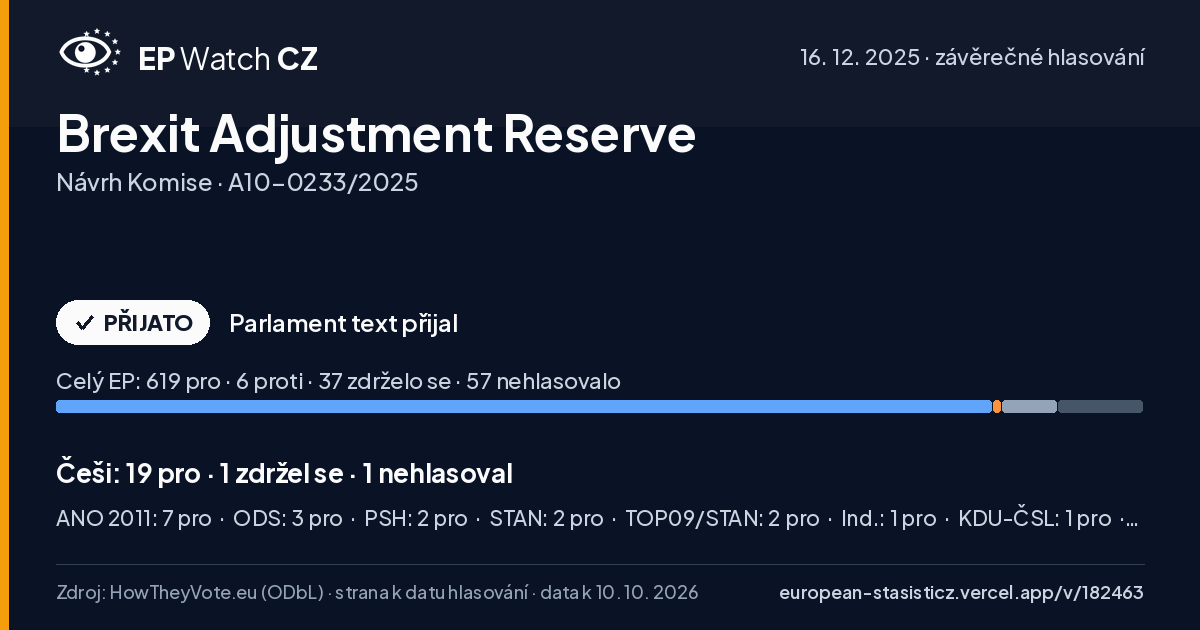 EP Watch CZ
16. 12. 2025 · závěrečné hlasování
Brexit Adjustment Reserve
Návrh Komise · A10-0233/2025
✓ PŘIJATO
Parlament text přijal
Celý EP: 619 pro · 6 proti · 37 zdrželo se · 57 nehlasovalo
Češi: 19 pro · 1 zdržel se · 1 nehlasoval
ANO 2011: 7 pro · ODS: 3 pro · PSH: 2 pro · STAN: 2 pro · TOP09/STAN: 2 pro · Ind.: 1 pro · KDU-ČSL: 1 pro ·…
Zdroj: HowTheyVote.eu (ODbL) · strana k datu hlasování · data k 10. 10. 2026
european-stasisticz.vercel.app/v/182463